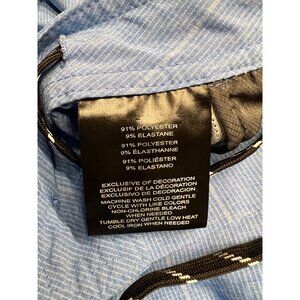 91% POLYESTER
9% ELASTANE
91% POLYESTER
9% ÉLASTHANNE
91% POLIÉSTER
9% ELASTANO
EXCLUSIVE OF DECORATION
EXCLUSIF DE LA DÉCORATION
EXCLUSIVO DE DECORACIÓN
MACHINE WASH COLD GENTLE
CYCLE WITH LIKE COLORS
NON-CHLORINE BLEACH
WHEN NEEDED
TUMBLE DRY GENTLE LOW HEAT
COOL IRON WHEN NEEDED